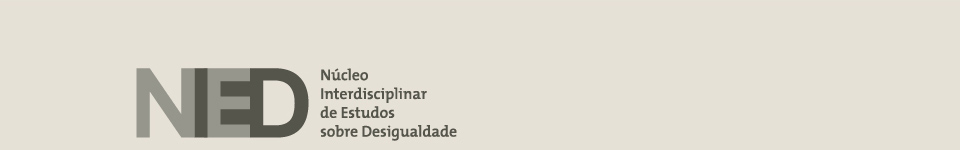 NIED
Núcleo
Interdisciplinar
de Estudos
sobre Desigualdade